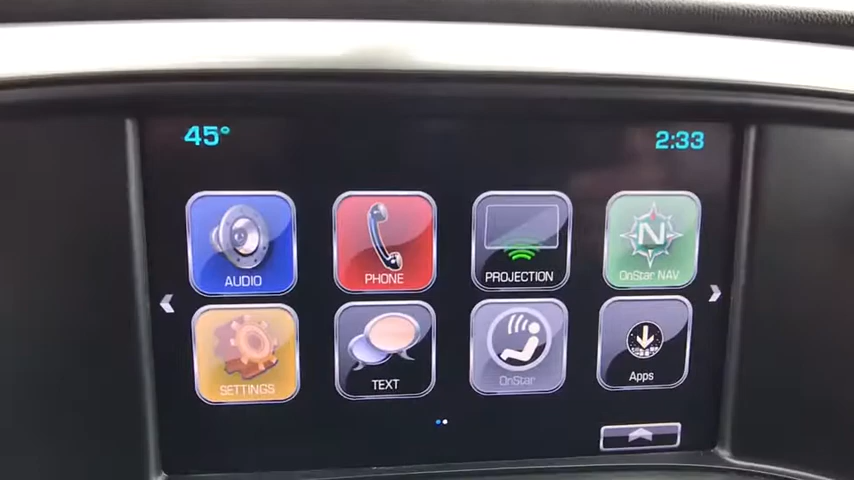 45° 2:33
AUDIO PHONE PROJECTION OnStar NAV
N
SETTINGS TEXT OnStar Apps